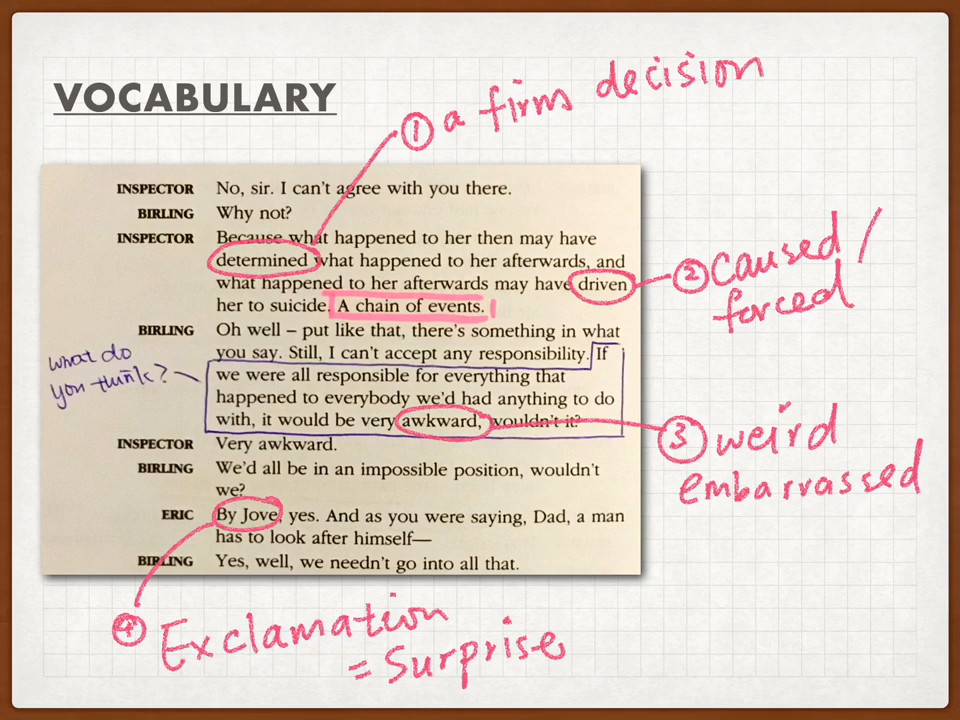 VOCABULARY
① a firm decision
INSPECTOR No, sir. I can't agree with you there.
BIRLING Why not?
INSPECTOR Because what happened to her then may have
determined what happened to her afterwards, and
what happened to her afterwards may have driven
her to suicide. A chain of events.
② caused /
forced
BIRLING Oh well – put like that, there's something in what
you say. Still, I can't accept any responsibility. If
we were all responsible for everything that
happened to everybody we'd had anything to do
with, it would be very awkward, wouldn't it?
what do
you think?
③ weird
embarrassed
INSPECTOR Very awkward.
BIRLING We'd all be in an impossible position, wouldn't
we?
ERIC By Jove, yes. And as you were saying, Dad, a man
has to look after himself—
BIRLING Yes, well, we needn't go into all that.
④ Exclamation
= Surprise